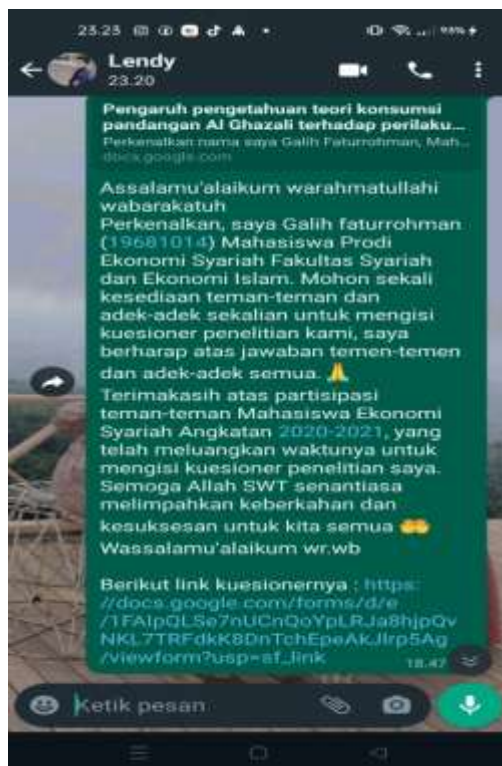 23.23
98%
Lendy
23.20
Pengaruh pengetahuan teori konsumsi
pandangan Al Ghazali terhadap perilaku...
Perkenalkan nama saya Galih Faturrohman, Mah...
docs.google.com
Assalamu'alaikum warahmatullahi
wabarakatuh
Perkenalkan, saya Galih faturrohman
(19681014) Mahasiswa Prodi
Ekonomi Syariah Fakultas Syariah
dan Ekonomi Islam. Mohon sekali
kesediaan teman-teman dan
adek-adek sekalian untuk mengisi
kuesioner penelitian kami, saya
berharap atas jawaban temen-temen
dan adek-adek semua. 🙏
Terimakasih atas partisipasi
teman-teman Mahasiswa Ekonomi
Syariah Angkatan 2020-2021, yang
telah meluangkan waktunya untuk
mengisi kuesioner penelitian saya.
Semoga Allah SWT senantiasa
melimpahkan keberkahan dan
kesuksesan untuk kita semua 🤲
Wassalamu'alaikum wr.wb
Berikut link kuesionernya : https:
//docs.google.com/forms/d/e
/1FAIpQLSe7nUCnQoYpLRJa8hjpQv
NKL7TRFdkK8DnTchEpeAkJlrp5Ag
/viewform?usp=sf_link
18.47
Ketik pesan